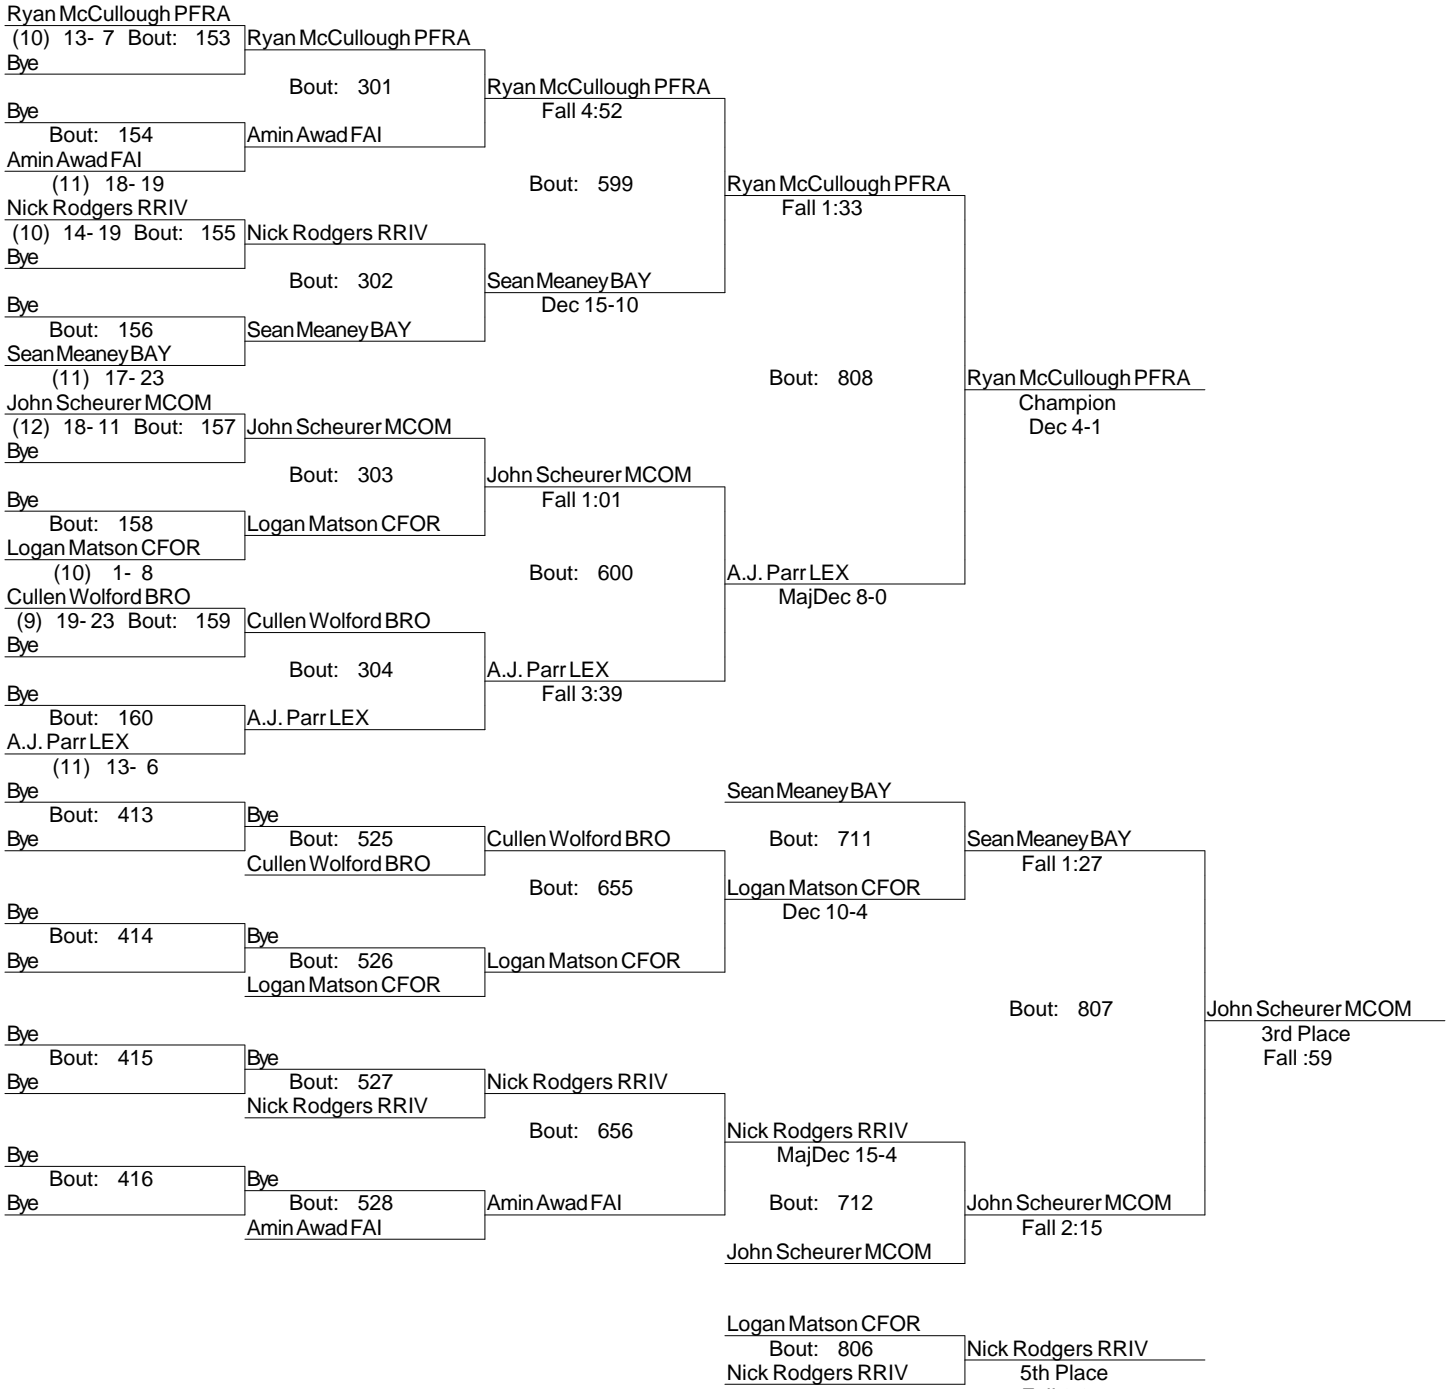 Ryan McCullough PFRA
(10) 13- 7 Bout: 153 Ryan McCullough PFRA
Bye
Bout: 301 Ryan McCullough PFRA
Bye Fall 4:52
Bout: 154 Amin Awad FAI
Amin Awad FAI
(11) 18- 19 Bout: 599 Ryan McCullough PFRA
Nick Rodgers RRIV Fall 1:33
(10) 14- 19 Bout: 155 Nick Rodgers RRIV
Bye
Bout: 302 Sean Meaney BAY
Bye Dec 15-10
Bout: 156 Sean Meaney BAY
Sean Meaney BAY
(11) 17- 23 Bout: 808 Ryan McCullough PFRA
John Scheurer MCOM Champion
(12) 18- 11 Bout: 157 John Scheurer MCOM Dec 4-1
Bye
Bout: 303 John Scheurer MCOM
Bye Fall 1:01
Bout: 158 Logan Matson CFOR
Logan Matson CFOR
(10) 1- 8 Bout: 600 A.J. Parr LEX
Cullen Wolford BRO MajDec 8-0
(9) 19- 23 Bout: 159 Cullen Wolford BRO
Bye
Bout: 304 A.J. Parr LEX
Bye Fall 3:39
Bout: 160 A.J. Parr LEX
A.J. Parr LEX
(11) 13- 6
Bye Sean Meaney BAY
Bout: 413 Bye
Bye Bout: 525 Cullen Wolford BRO Bout: 711 Sean Meaney BAY
Cullen Wolford BRO Fall 1:27
Bout: 655 Logan Matson CFOR
Bye Dec 10-4
Bout: 414 Bye
Bye Bout: 526 Logan Matson CFOR
Logan Matson CFOR
Bout: 807 John Scheurer MCOM
Bye 3rd Place
Bout: 415 Bye Fall :59
Bye Bout: 527 Nick Rodgers RRIV
Nick Rodgers RRIV
Bout: 656 Nick Rodgers RRIV
Bye MajDec 15-4
Bout: 416 Bye
Bye Bout: 528 Amin Awad FAI Bout: 712 John Scheurer MCOM
Amin Awad FAI Fall 2:15
John Scheurer MCOM
Logan Matson CFOR
Bout: 806 Nick Rodgers RRIV
Nick Rodgers RRIV 5th Place